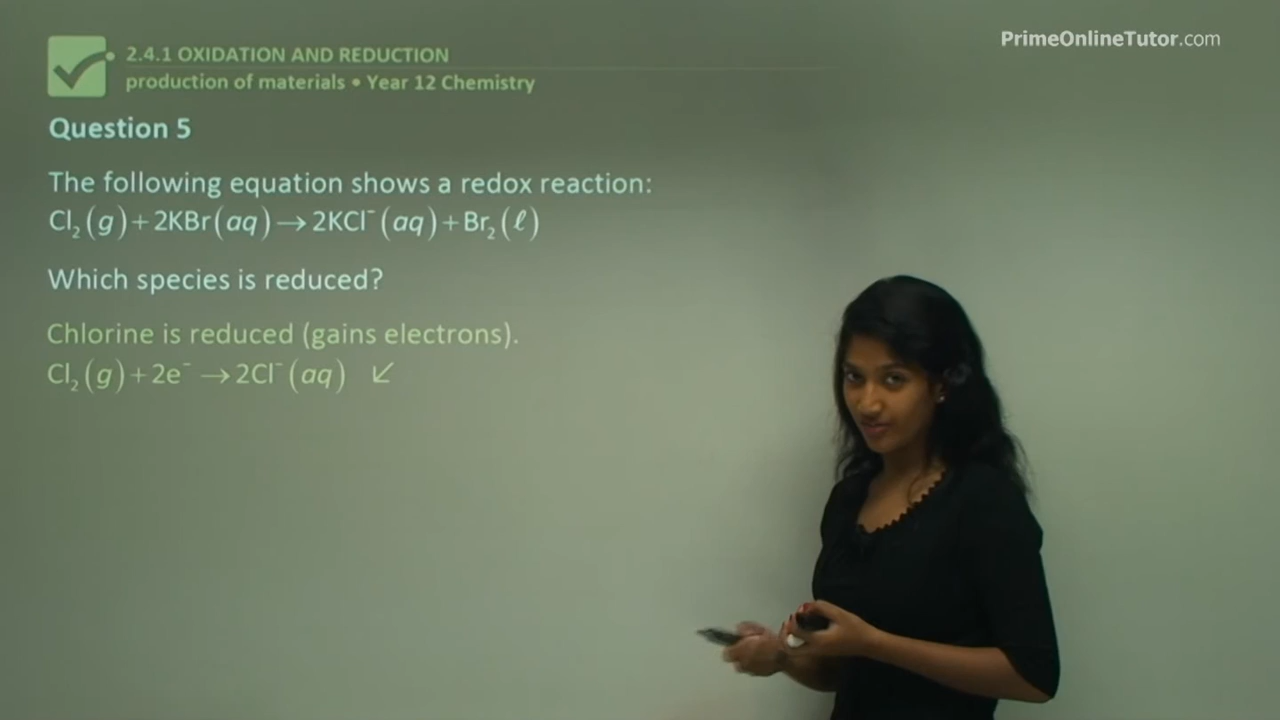 PrimeOnlineTutor.com
2.4.1 OXIDATION AND REDUCTION
production of materials • Year 12 Chemistry
Question 5
The following equation shows a redox reaction:
Cl₂(g)+2KBr(aq)→2KCl⁻(aq)+Br₂(ℓ)
Which species is reduced?
Chlorine is reduced (gains electrons).
Cl₂(g)+2e⁻→2Cl⁻(aq) ↙